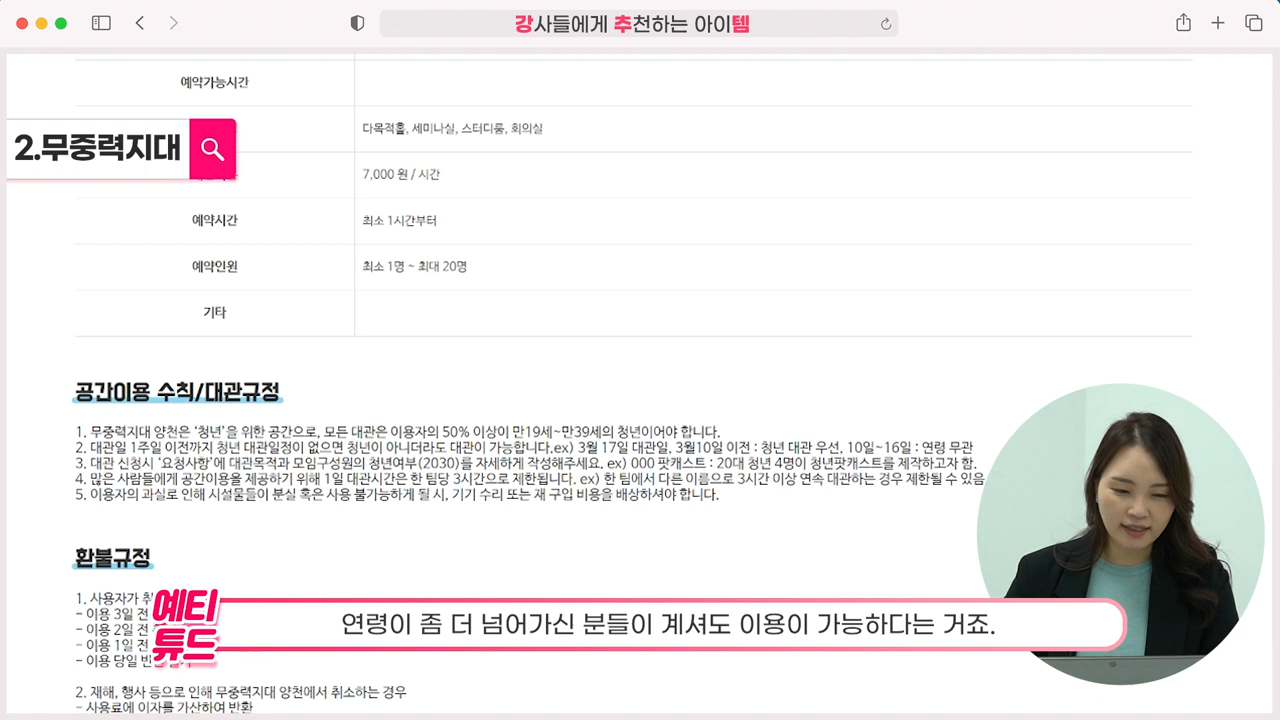 강사들에게 추천하는 아이템
예약가능시간
2.무중력지대
다목적홀, 세미나실, 스터디룸, 회의실
7,000 원 / 시간
예약시간
최소 1시간부터
예약인원
최소 1명 ~ 최대 20명
기타
공간이용 수칙/대관규정
1. 무중력지대 양천은 '청년'을 위한 공간으로, 모든 대관은 이용자의 50% 이상이 만19세~만39세의 청년이어야 합니다.
2. 대관일 1주일 이전까지 청년 대관일정이 없으면 청년이 아니더라도 대관이 가능합니다.ex) 3월 17일 대관일, 3월10일 이전 : 청년 대관 우선, 10일~16일 : 연령 무관
3. 대관 신청시 '요청사항'에 대관목적과 모임구성원의 청년여부(2030)를 자세하게 작성해주세요. ex) 000 팟캐스트 : 20대 청년 4명이 청년팟캐스트를 제작하고자 함.
4. 많은 사람들에게 공간이용을 제공하기 위해 1일 대관시간은 한 팀당 3시간으로 제한됩니다. ex) 한 팀에서 다른 이름으로 3시간 이상 연속 대관하는 경우 제한될 수 있음
5. 이용자의 과실로 인해 시설물들이 분실 혹은 사용 불가능하게 될 시, 기기 수리 또는 재 구입 비용을 배상하셔야 합니다.
환불규정
1. 사용자가
- 이용 3일 전
- 이용 2일 전
- 이용 1일 전
- 이용 당일
예티튜드
연령이 좀 더 넘어가신 분들이 계셔도 이용이 가능하다는 거죠.
2. 재해, 행사 등으로 인해 무중력지대 양천에서 취소하는 경우
- 사용료에 이자를 가산하여 반환